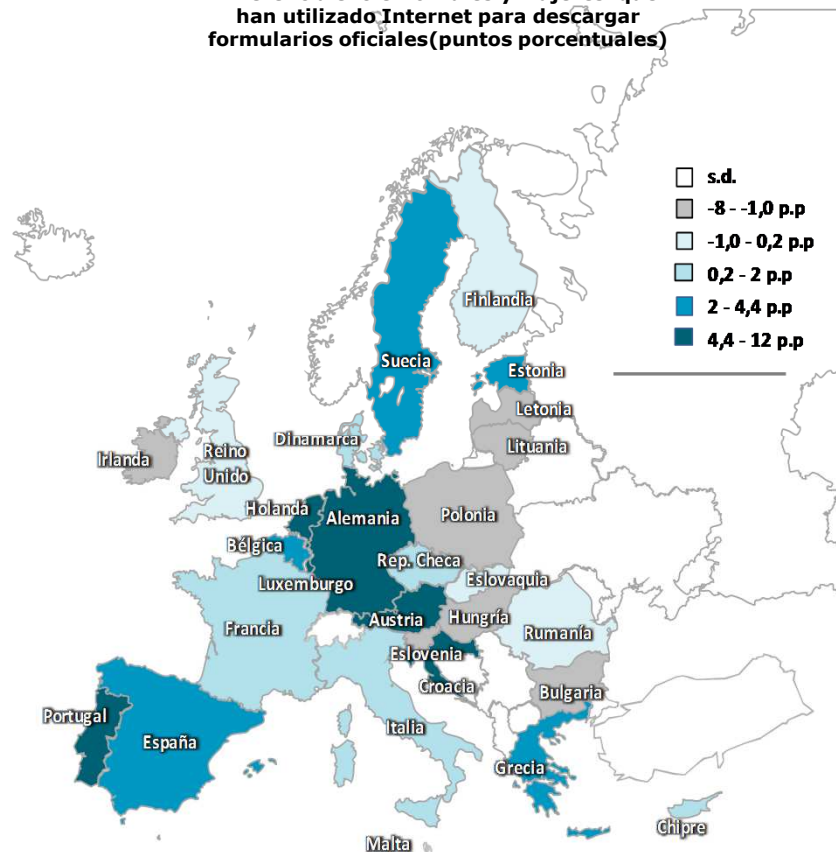 han utilizado Internet para descargar
formularios oficiales(puntos porcentuales)
s.d.
-8 - -1,0 p.p
-1,0 - 0,2 p.p
0,2 - 2 p.p
2 - 4,4 p.p
4,4 - 12 p.p
Finlandia
Suecia
Estonia
Letonia
Dinamarca
Lituania
Irlanda
Reino
Unido
Holanda
Alemania
Polonia
Bélgica
Rep. Checa
Luxemburgo
Eslovaquia
Austria
Hungría
Francia
Rumanía
Eslovenia
Croacia
Bulgaria
Portugal
España
Italia
Grecia
Chipre
Malta